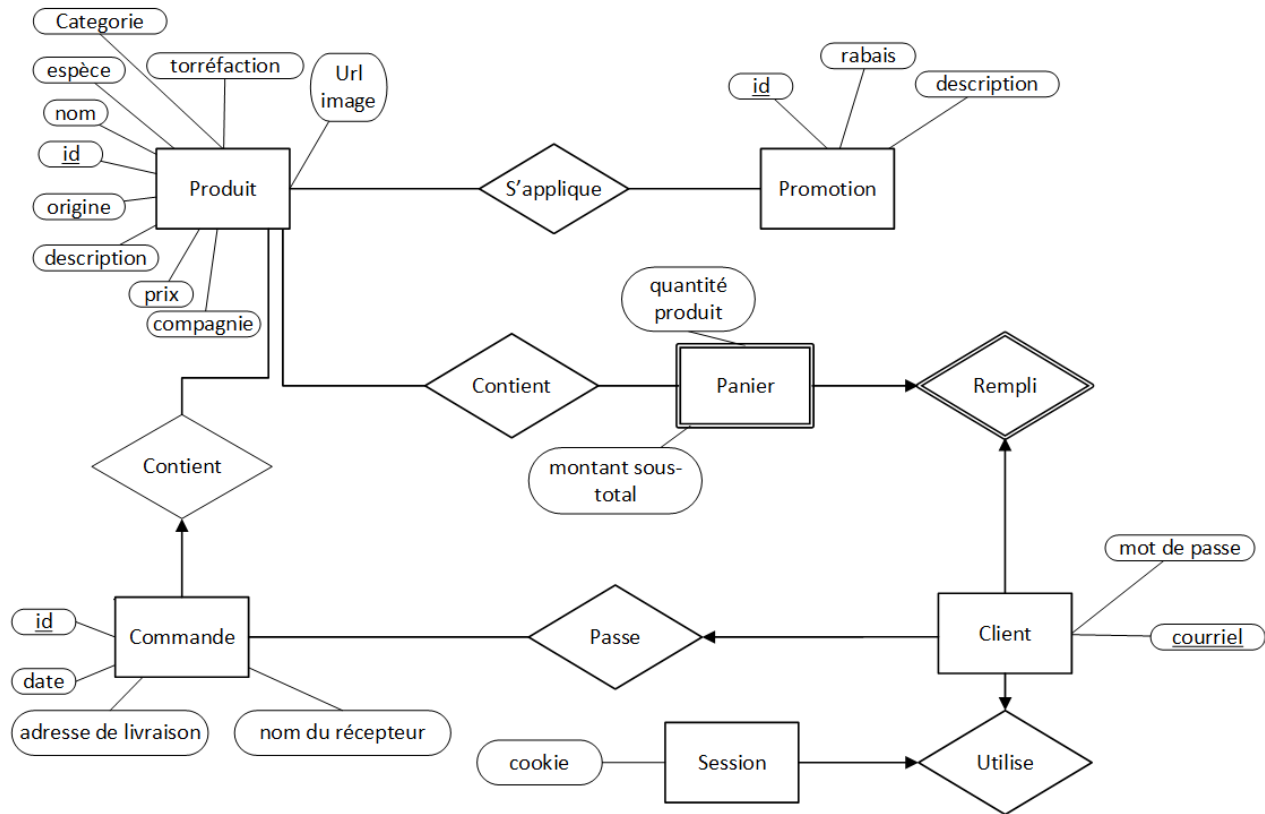 Categorie
espèce
torréfaction
Url
image
nom
id
origine
description
prix
compagnie
Produit
S’applique
id
rabais
description
Promotion
quantité
produit
Contient
Panier
Rempli
montant sous-
total
Contient
mot de passe
courriel
id
Commande
Passe
Client
date
adresse de livraison
nom du récepteur
cookie
Session
Utilise